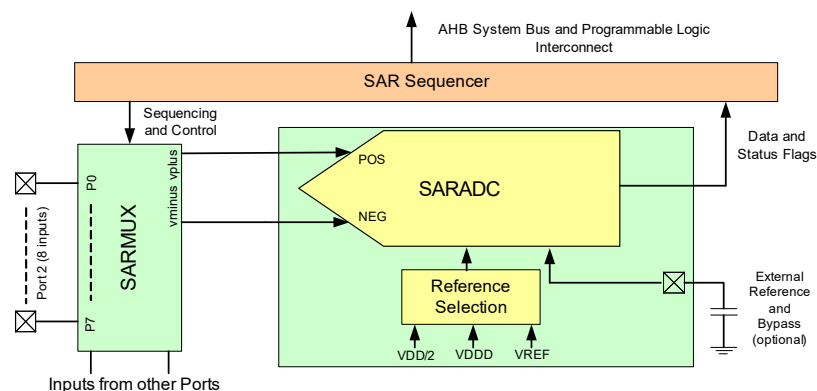 AHB System Bus and Programmable Logic
Interconnect
SAR Sequencer
Sequencing
and Control
Data and
Status Flags
vminus vplus
POS
NEG
SARADC
P0
Port 2 (8 inputs)
P7
SARMUX
Reference
Selection
VDD/2
VDDD
VREF
External
Reference
and
Bypass
(optional)
Inputs from other Ports